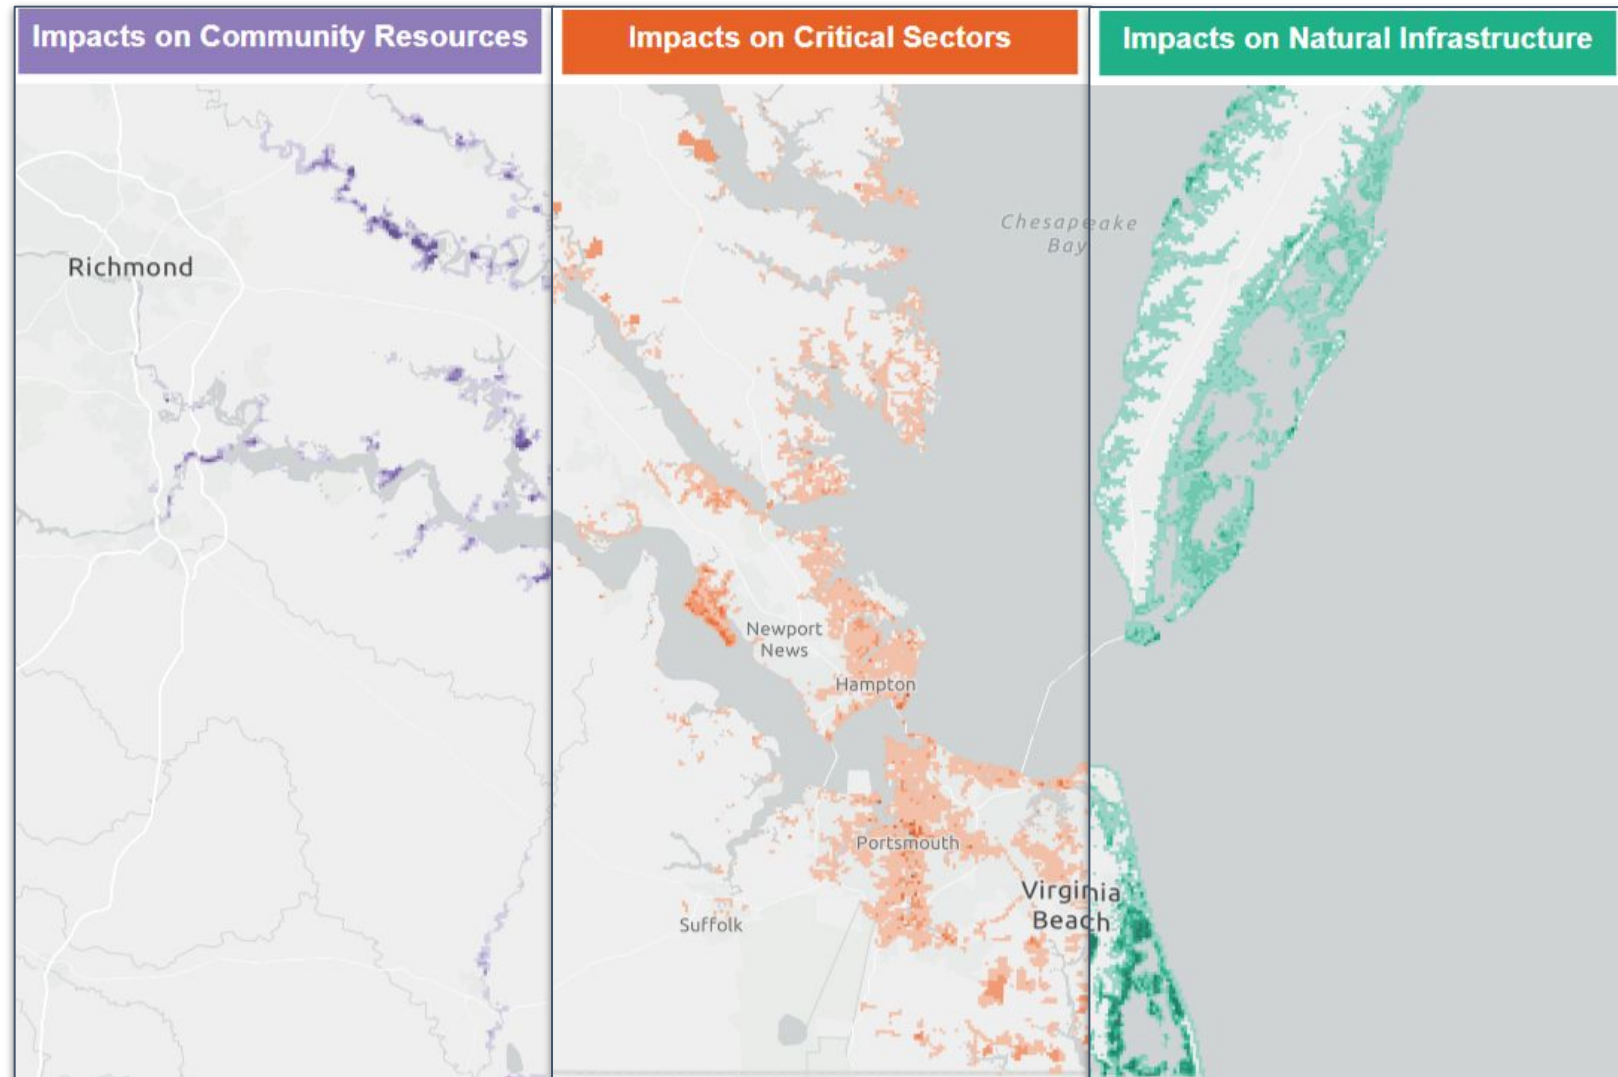 Impacts on Community Resources
Impacts on Critical Sectors
Impacts on Natural Infrastructure
Chesapeake
Bay
Richmond
Newport
News
Hampton
Portsmouth
Virginia
Beach
Suffolk